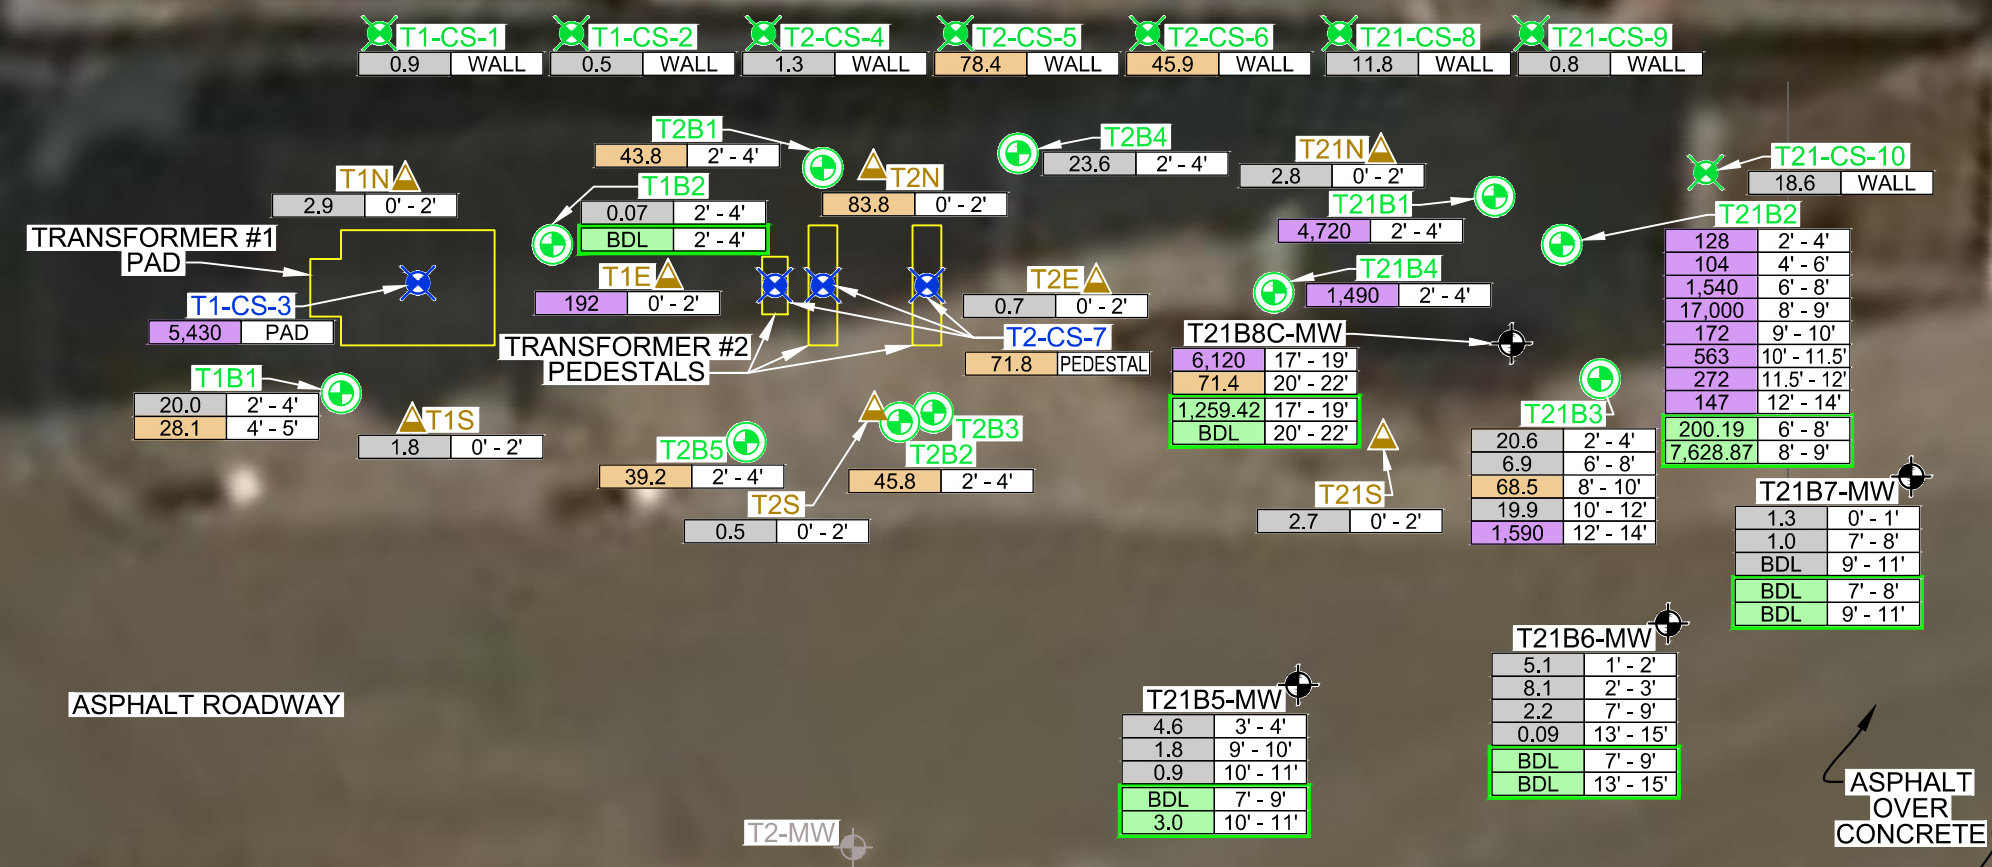 T1-CS-1
0.9 WALL
T1-CS-2
0.5 WALL
T2-CS-4
1.3 WALL
T2-CS-5
78.4 WALL
T2-CS-6
45.9 WALL
T21-CS-8
11.8 WALL
T21-CS-9
0.8 WALL
T2B1
43.8 2' - 4'
T2B4
23.6 2' - 4'
T21N
2.8 0' - 2'
T21-CS-10
18.6 WALL
T1N
2.9 0' - 2'
T1B2
0.07 2' - 4'
BDL 2' - 4'
T2N
83.8 0' - 2'
T21B1
4,720 2' - 4'
T21B2
128 2' - 4'
104 4' - 6'
1,540 6' - 8'
17,000 8' - 9'
172 9' - 10'
563 10' - 11.5'
272 11.5' - 12'
147 12' - 14'
200.19 6' - 8'
7,628.87 8' - 9'
TRANSFORMER #1
PAD
T1-CS-3
5,430 PAD
T1E
192 0' - 2'
T2E
0.7 0' - 2'
T21B4
1,490 2' - 4'
TRANSFORMER #2
PEDESTALS
T2-CS-7
71.8 PEDESTAL
T21B8C-MW
6,120 17' - 19'
71.4 20' - 22'
1,259.42 17' - 19'
BDL 20' - 22'
T1B1
20.0 2' - 4'
28.1 4' - 5'
T1S
1.8 0' - 2'
T2B5
39.2 2' - 4'
T2B3
T2B2
45.8 2' - 4'
T2S
0.5 0' - 2'
T21S
2.7 0' - 2'
T21B3
20.6 2' - 4'
6.9 6' - 8'
68.5 8' - 10'
19.9 10' - 12'
1,590 12' - 14'
T21B7-MW
1.3 0' - 1'
1.0 7' - 8'
BDL 9' - 11'
BDL 7' - 8'
BDL 9' - 11'
T21B6-MW
5.1 1' - 2'
8.1 2' - 3'
2.2 7' - 9'
0.09 13' - 15'
BDL 7' - 9'
BDL 13' - 15'
T21B5-MW
4.6 3' - 4'
1.8 9' - 10'
0.9 10' - 11'
BDL 7' - 9'
3.0 10' - 11'
ASPHALT ROADWAY
T2-MW
ASPHALT
OVER
CONCRETE